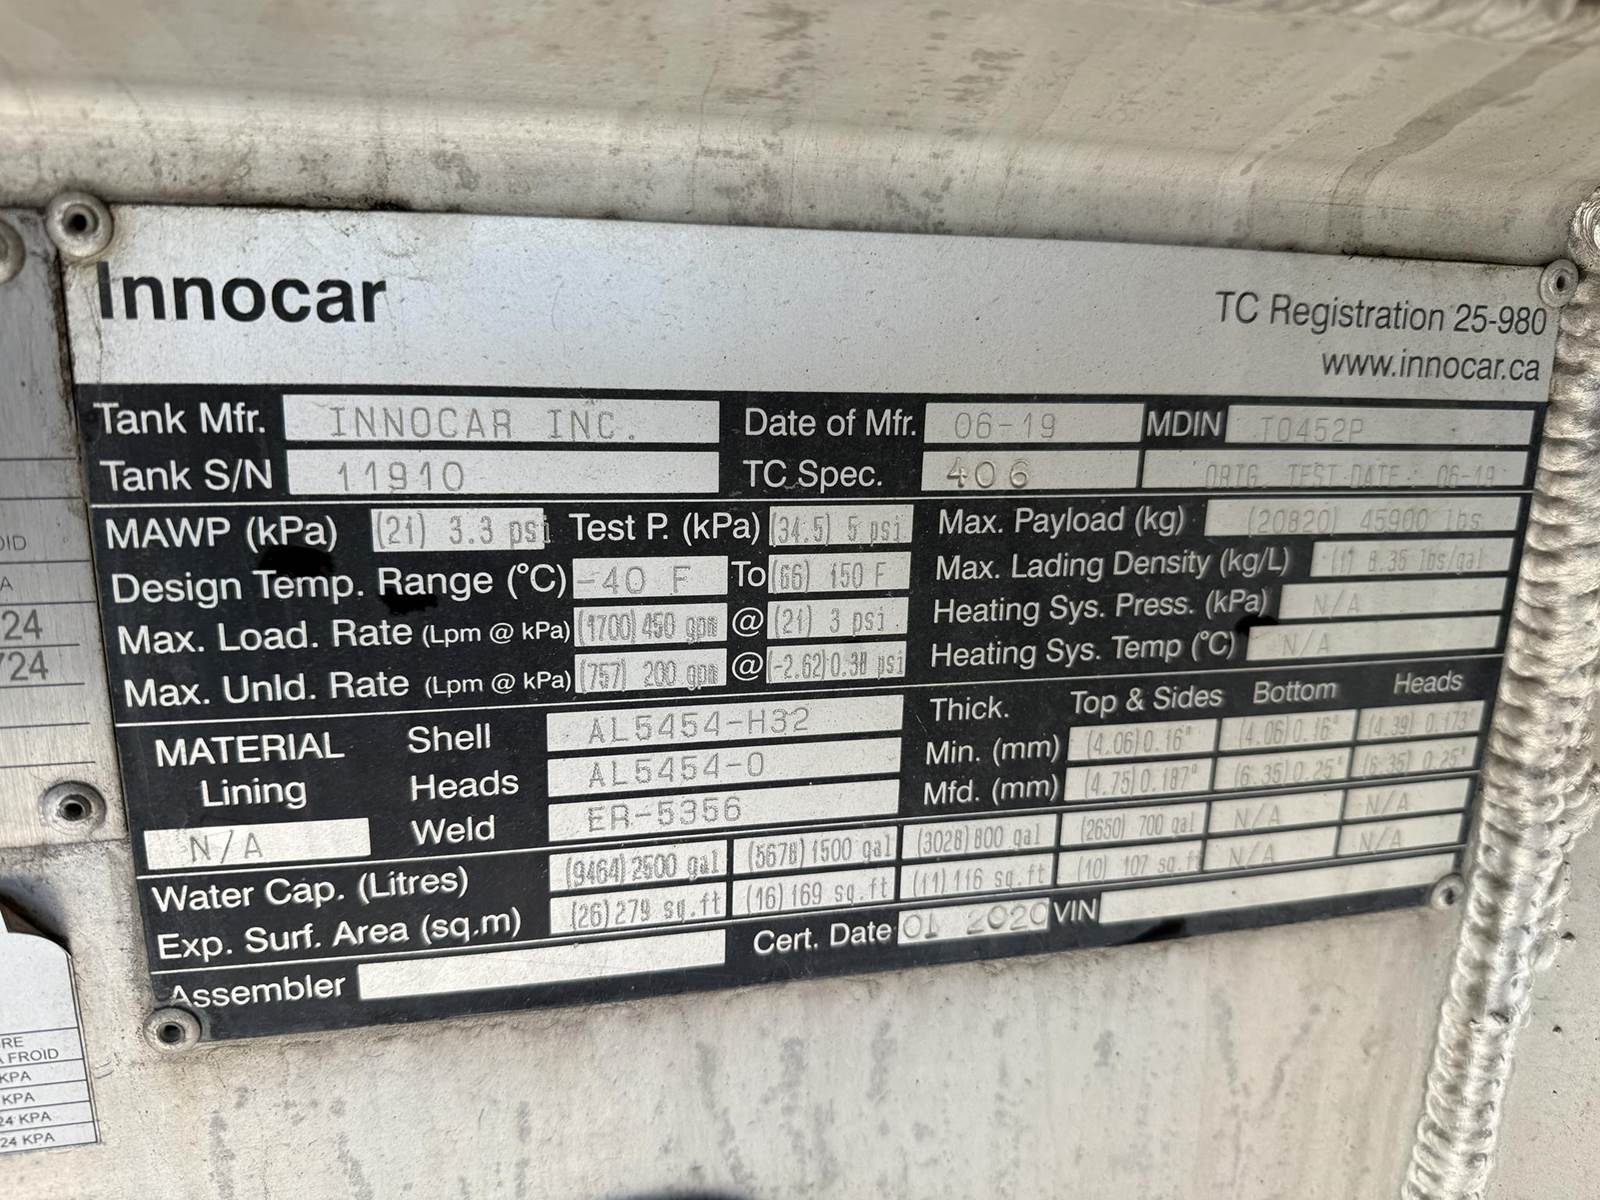 Innocar
TC Registration 25-980
www.innocar.ca
Tank Mfr. INNOCAR INC. Date of Mfr. 06-19 MDIN T0452P
Tank S/N 11910 TC Spec. 406 ORIG. TEST DATE: 06-19
MAWP (kPa) (21) 3.3 psi Test P. (kPa) (34.5) 5 psi Max. Payload (kg) (20820) 45900 lbs
Design Temp. Range (°C) -40 F To (66) 150 F Max. Lading Density (kg/L) (1) 8.35 lbs/gal
Max. Load. Rate (Lpm @ kPa) (1700) 450 gpm @ (21) 3 psi. Heating Sys. Press. (kPa) N/A
Max. Unld. Rate (Lpm @ kPa) (757) 200 gpm @ (-2.62) 0.38 psi Heating Sys. Temp (°C) N/A
MATERIAL Shell AL5454-H32 Thick. Top & Sides Bottom Heads
Lining Heads AL5454-O Min. (mm) (4.06) 0.16" (4.06) 0.16" (4.39) 0.173"
N/A Weld ER-5356 Mfd. (mm) (4.75) 0.187" (6.35) 0.25" (6.35) 0.25"
Water Cap. (Litres) (9464) 2500 gal (5678) 1500 gal (3028) 800 gal (2650) 700 gal N/A N/A
Exp. Surf. Area (sq.m) (26) 279 sq.ft (16) 169 sq.ft (11) 116 sq.ft (10) 107 sq.ft N/A N/A
Assembler Cert. Date 01 2020 VIN
OID
A
24
/24
RE
A FROID
KPA
KPA
24 KPA
24 KPA